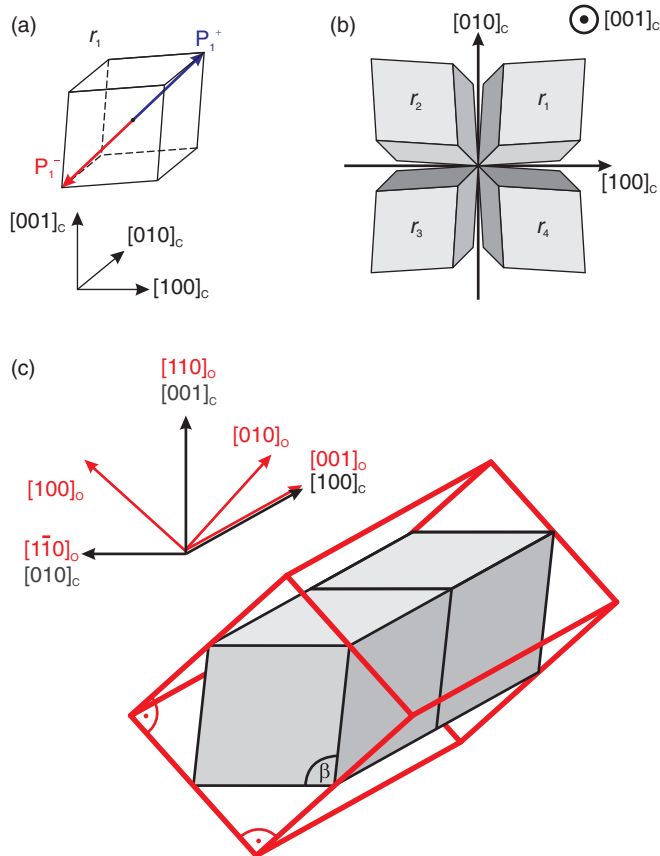 (a)
r₁
P₁⁺
P₁⁻
[001]C
[010]C
[100]C
(b)
[010]C
[001]C
r₂
r₁
[100]C
r₃
r₄
(c)
[110]O
[001]C
[010]O
[100]O
[001]O
[100]C
[11̄0]O
[010]C
β